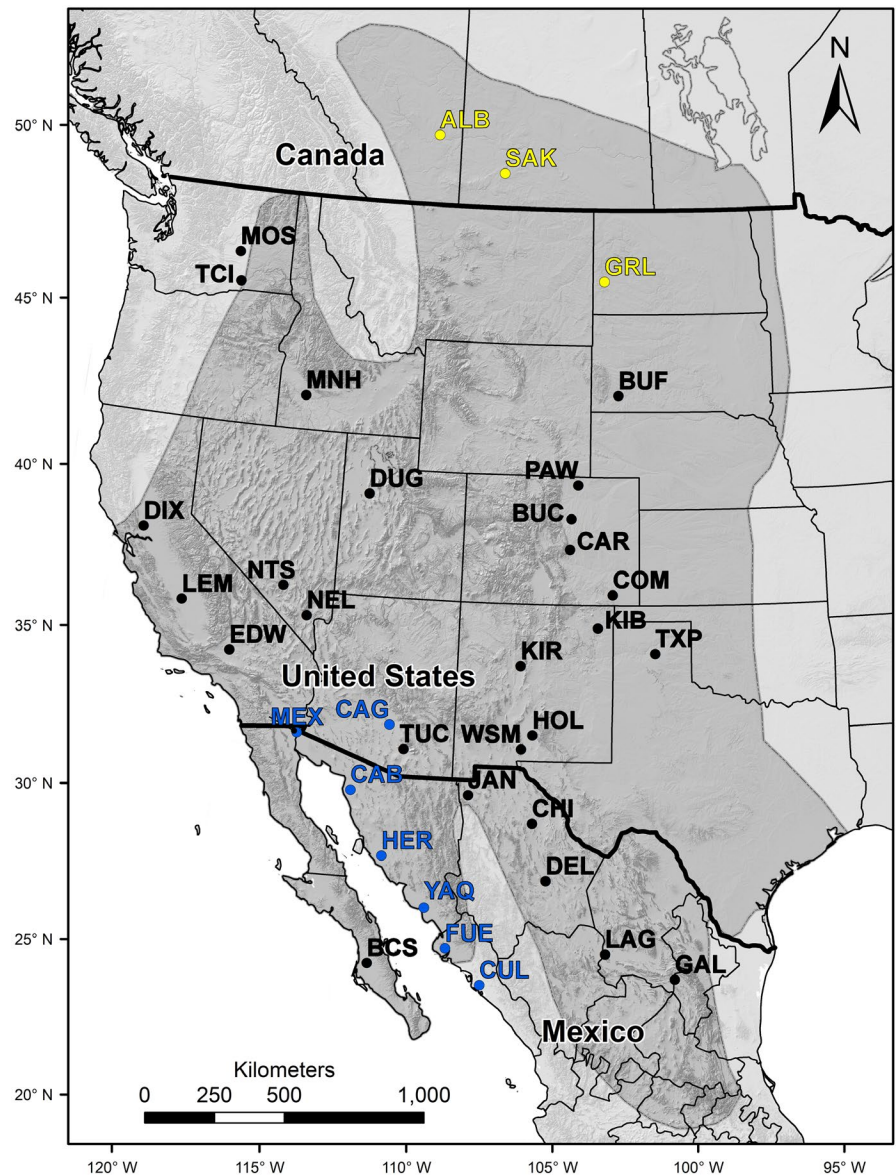 N
50° N
ALB
SAK
Canada
MOS
TCI
GRL
45° N
MNH
BUF
40° N
DUG
PAW
BUC
DIX
CAR
NTS
LEM
NEL
COM
KIB
35° N
EDW
KIR
TXP
United States
MEX
CAG
TUC
WSM
HOL
30° N
CAB
JAN
CHI
HER
DEL
YAQ
25° N
BCS
FUE
LAG
CUL
GAL
Mexico
Kilometers
0 250 500 1,000
20° N
120° W 115° W 110° W 105° W 100° W 95° W